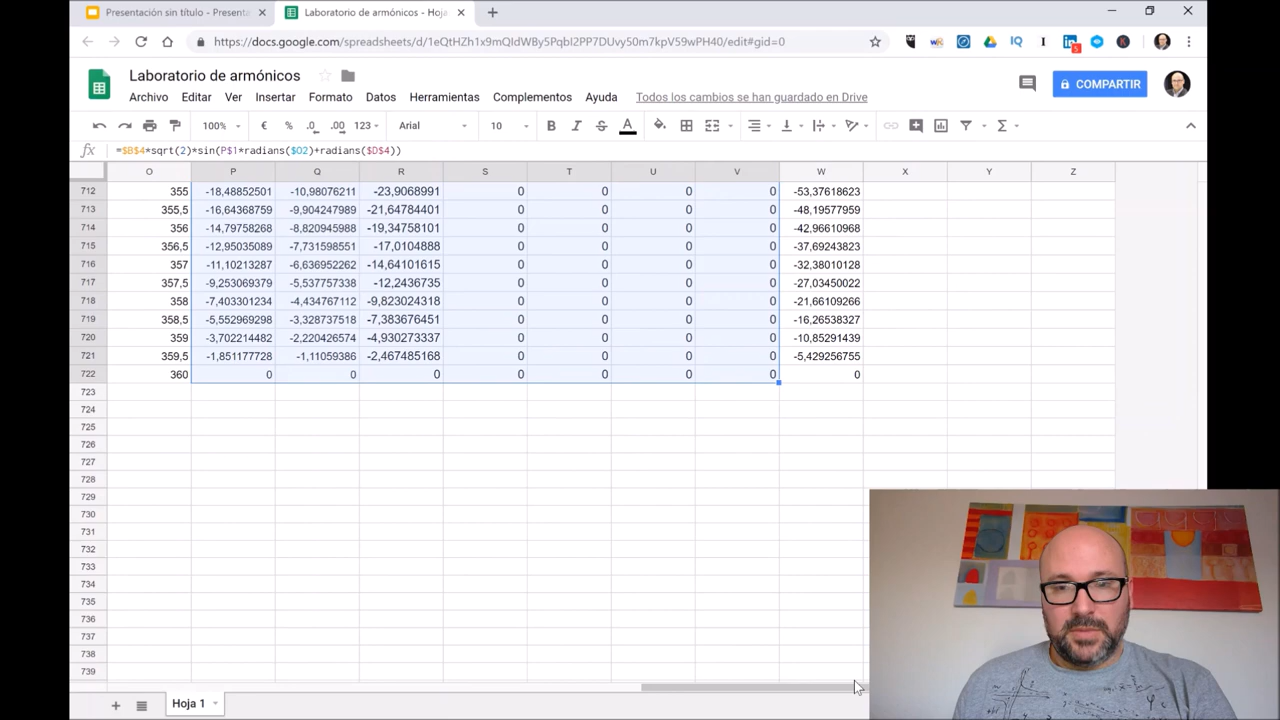 Presentación sin título - Presenta
Laboratorio de armónicos - Hoja
https://docs.google.com/spreadsheets/d/1eQtHZh1x9mQIdWBy5PqbI2PP7DUvy50m7kpV59wPH40/edit#gid=0
Laboratorio de armónicos
Archivo Editar Ver Insertar Formato Datos Herramientas Complementos Ayuda Todos los cambios se han guardado en Drive
COMPARTIR
100% € % .0 .00 123 Arial 10 B I S A Σ
fx =$B$4*sqrt(2)*sin(P$1*radians($O2)+radians($D$4))
O P Q R S T U V W X Y Z
712 355 -18,48852501 -10,98076211 -23,9068991 0 0 0 0 -53,37618623
713 355,5 -16,64368759 -9,904247989 -21,64784401 0 0 0 0 -48,19577959
714 356 -14,79758268 -8,820945988 -19,34758101 0 0 0 0 -42,96610968
715 356,5 -12,95035089 -7,731598551 -17,0104888 0 0 0 0 -37,69243823
716 357 -11,10213287 -6,636952262 -14,64101615 0 0 0 0 -32,38010128
717 357,5 -9,253069379 -5,537757338 -12,2436735 0 0 0 0 -27,03450022
718 358 -7,403301234 -4,434767112 -9,823024318 0 0 0 0 -21,66109266
719 358,5 -5,552969298 -3,328737518 -7,383676451 0 0 0 0 -16,26538327
720 359 -3,702214482 -2,220426574 -4,930273337 0 0 0 0 -10,85291439
721 359,5 -1,851177728 -1,11059386 -2,467485168 0 0 0 0 -5,429256755
722 360 0 0 0 0 0 0 0 0
723
724
725
726
727
728
729
730
731
732
733
734
735
736
737
738
739
Hoja 1